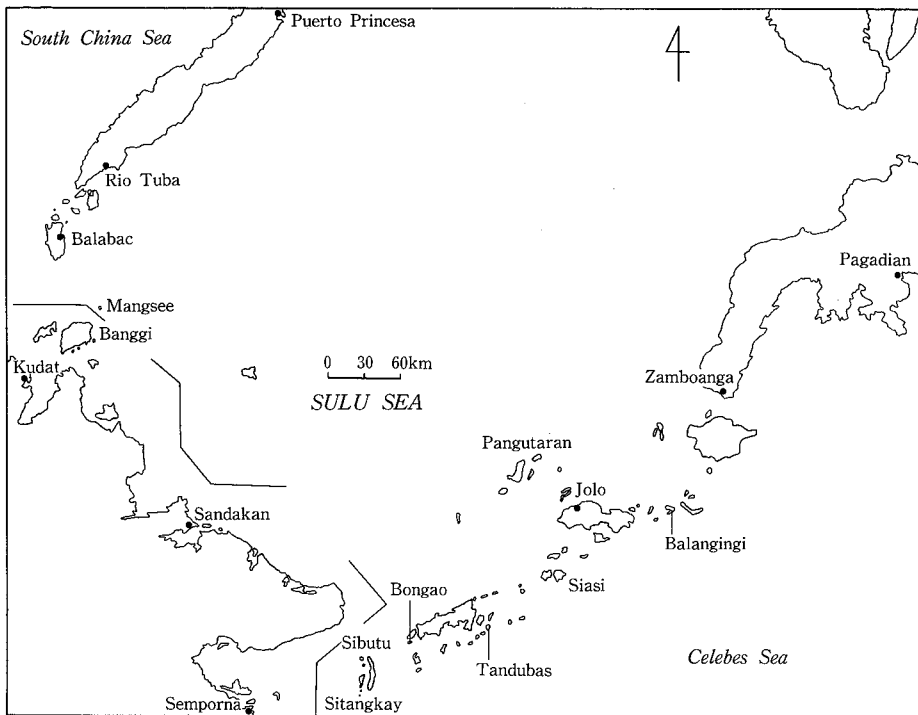 Puerto Princesa
South China Sea
Rio Tuba
Balabac
Pagadian
Mangsee
Banggi
Kudat
0 30 60km
SULU SEA
Zamboanga
Pangutaran
Jolo
Sandakan
Balangingi
Siasi
Bongao
Sibutu
Tandubas
Celebes Sea
Semporna
Sitangkay